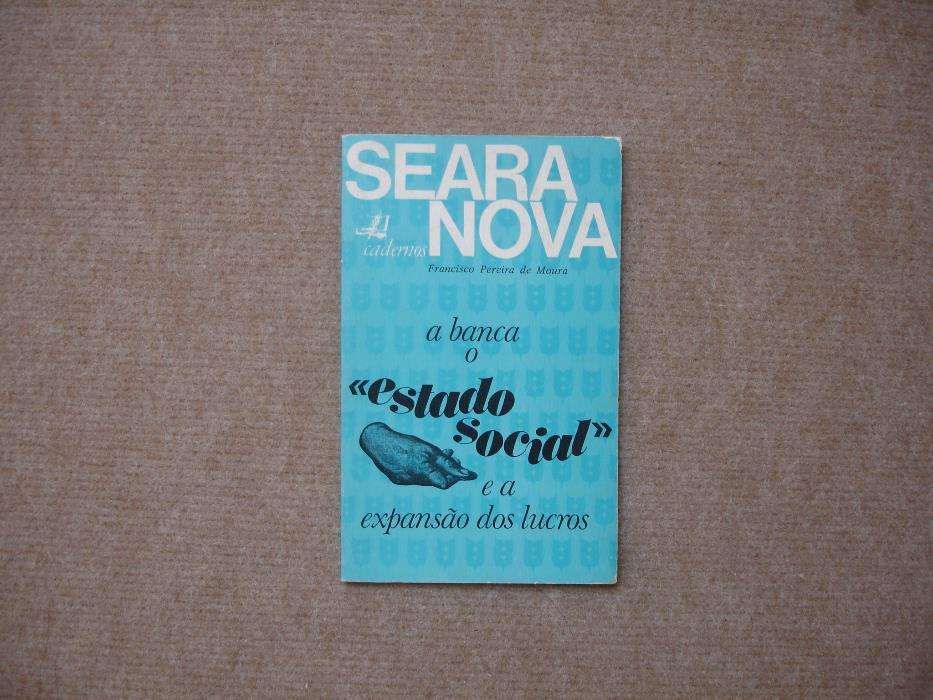 SEARA
NOVA
cadernos
Francisco Pereira de Moura
a banca
o
«estado
social»
e a
expansão dos lucros